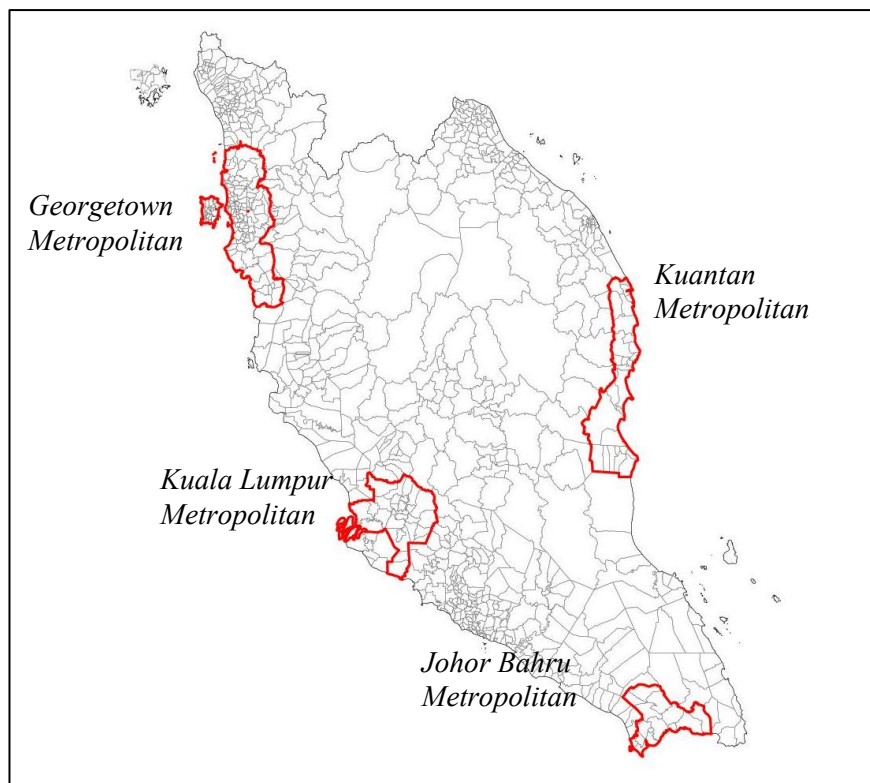 Georgetown
Metropolitan
Kuantan
Metropolitan
Kuala Lumpur
Metropolitan
Johor Bahru
Metropolitan